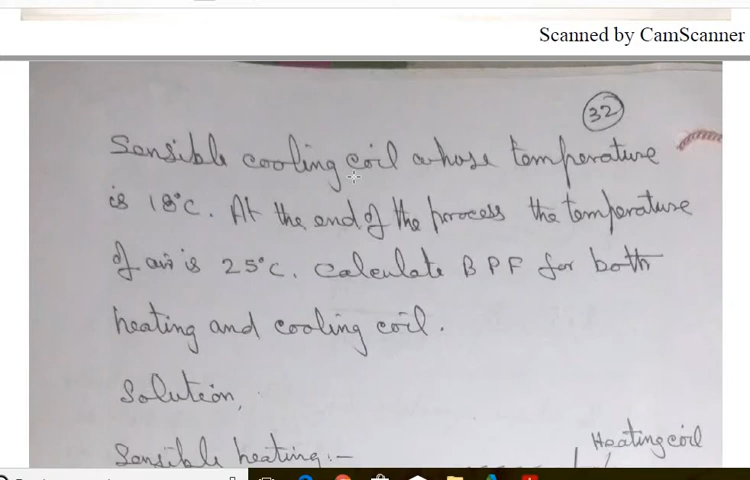 Scanned by CamScanner
32
Sensible cooling coil whose temperature
is 18°C. At the end of the process the temperature
of air is 25°C. Calculate BPF for both
heating and cooling coil.
Solution,
Heating coil
Sensible heating :-